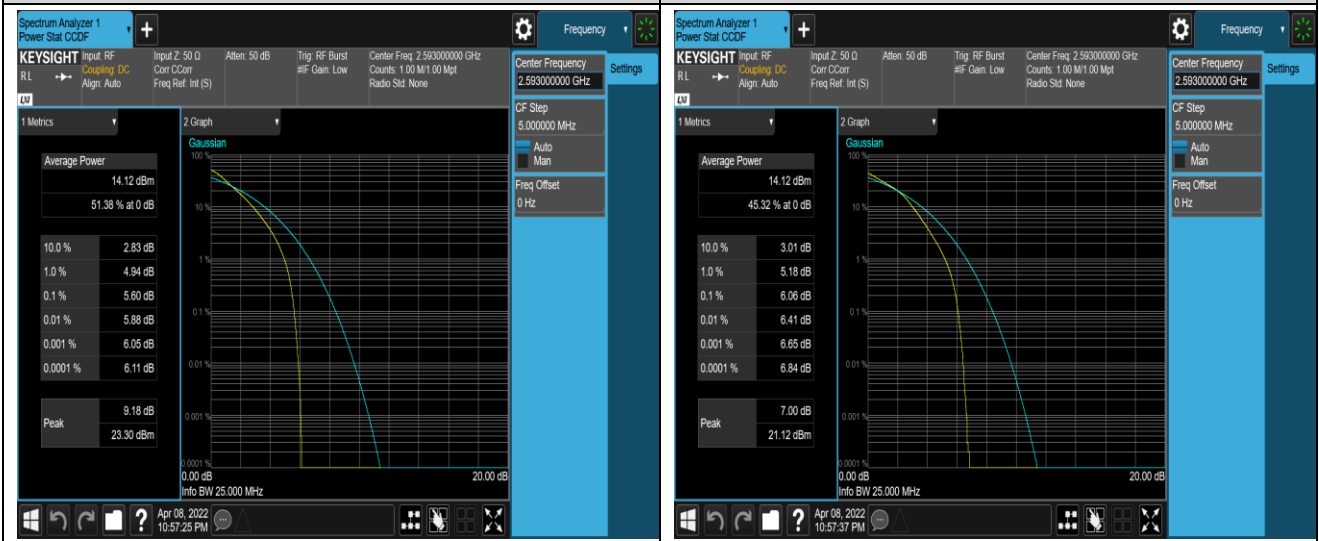 Spectrum Analyzer 1
Power Stat CCDF
+
Frequency
KEYSIGHT
RL
LXI
Input: RF
Coupling: DC
Align: Auto
Input Z: 50 Ω
Corr CCorr
Freq Ref: Int (S)
Atten: 50 dB
Trig: RF Burst
#IF Gain: Low
Center Freq: 2.593000000 GHz
Counts: 1.00 M/1.00 Mpt
Radio Std: None
Center Frequency
2.593000000 GHz
Settings
CF Step
5.000000 MHz
Auto
Man
Freq Offset
0 Hz
1 Metrics
Average Power
14.12 dBm
51.38 % at 0 dB
10.0 % 2.83 dB
1.0 % 4.94 dB
0.1 % 5.60 dB
0.01 % 5.88 dB
0.001 % 6.05 dB
0.0001 % 6.11 dB
Peak
9.18 dB
23.30 dBm
2 Graph
Gaussian
100 %
10 %
1 %
0.1 %
0.01 %
0.001 %
0.0001 %
0.00 dB 20.00 dB
Info BW 25.000 MHz
?
Apr 08, 2022
10:57:25 PM
Spectrum Analyzer 1
Power Stat CCDF
+
Frequency
KEYSIGHT
RL
LXI
Input: RF
Coupling: DC
Align: Auto
Input Z: 50 Ω
Corr CCorr
Freq Ref: Int (S)
Atten: 50 dB
Trig: RF Burst
#IF Gain: Low
Center Freq: 2.593000000 GHz
Counts: 1.00 M/1.00 Mpt
Radio Std: None
Center Frequency
2.593000000 GHz
Settings
CF Step
5.000000 MHz
Auto
Man
Freq Offset
0 Hz
1 Metrics
Average Power
14.12 dBm
45.32 % at 0 dB
10.0 % 3.01 dB
1.0 % 5.18 dB
0.1 % 6.06 dB
0.01 % 6.41 dB
0.001 % 6.65 dB
0.0001 % 6.84 dB
Peak
7.00 dB
21.12 dBm
2 Graph
Gaussian
100 %
10 %
1 %
0.1 %
0.01 %
0.001 %
0.0001 %
0.00 dB 20.00 dB
Info BW 25.000 MHz
?
Apr 08, 2022
10:57:37 PM